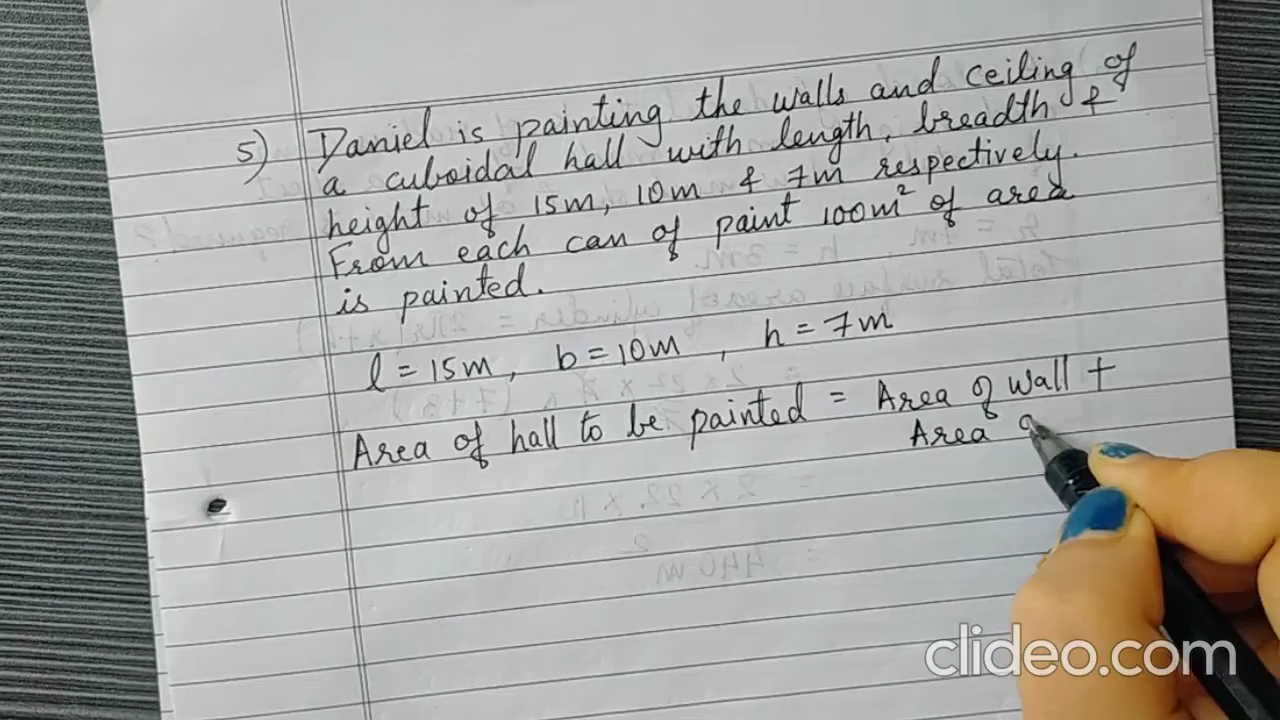 5) Daniel is painting the walls and ceiling of
a cuboidal hall with length, breadth &
height of 15m, 10m & 7m respectively.
From each can of paint 100m² of area
is painted.
l = 15m, b = 10m, h = 7m
Area of hall to be painted = Area of wall +
Area o
clideo.com